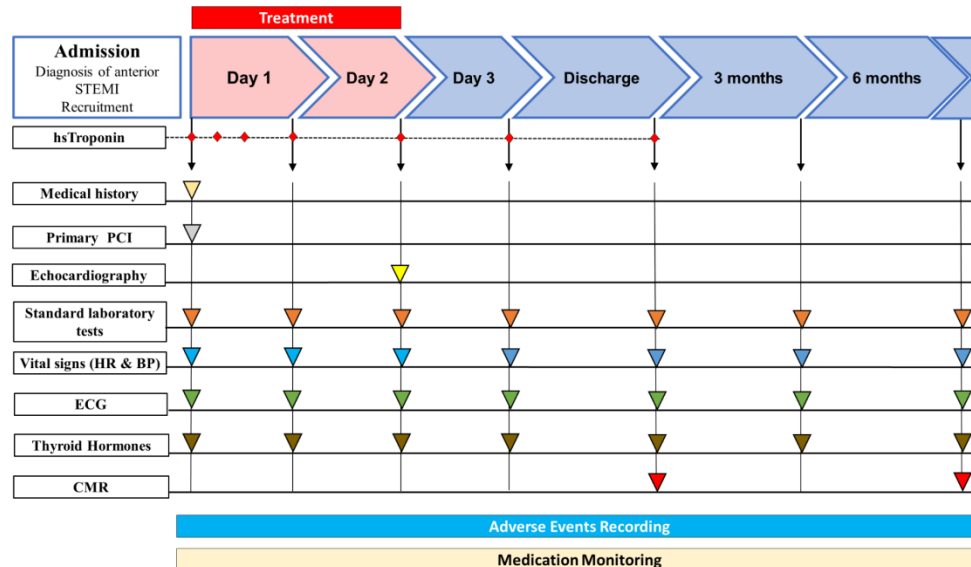 Treatment
Admission
Diagnosis of anterior
STEMI
Recruitment
Day 1
Day 2
Day 3
Discharge
3 months
6 months
hsTroponin
Medical history
Primary PCI
Echocardiography
Standard laboratory
tests
Vital signs (HR & BP)
ECG
Thyroid Hormones
CMR
Adverse Events Recording
Medication Monitoring